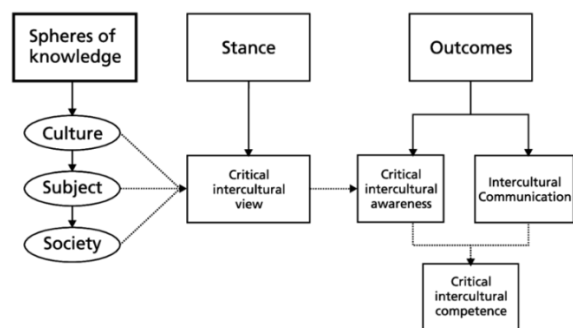 Spheres of
knowledge
Stance
Outcomes
Culture
Subject
Society
Critical
intercultural
view
Critical
intercultural
awareness
Intercultural
Communication
Critical
intercultural
competence